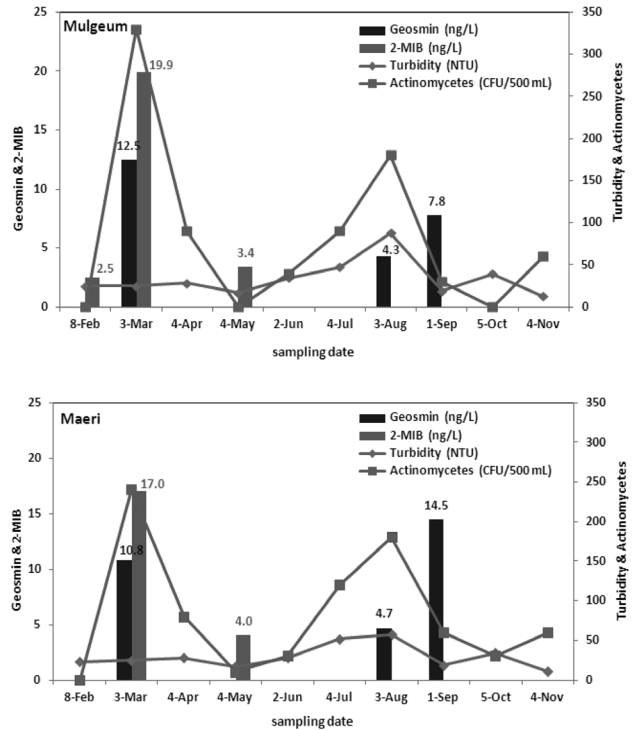 Mulgeum
Geosmin (ng/L)
2-MIB (ng/L)
Turbidity (NTU)
Actinomycetes (CFU/500 mL)
Geosmin & 2-MIB
25
20
15
10
5
0
2.5
12.5
19.9
3.4
4.3
7.8
350
300
250
200
150
100
50
0
Turbidity & Actinomycetes
8-Feb 3-Mar 4-Apr 4-May 2-Jun 4-Jul 3-Aug 1-Sep 5-Oct 4-Nov
sampling date
Maeri
Geosmin (ng/L)
2-MIB (ng/L)
Turbidity (NTU)
Actinomycetes (CFU/500 mL)
Geosmin & 2-MIB
25
20
15
10
5
0
10.8
17.0
4.0
4.7
14.5
350
300
250
200
150
100
50
0
Turbidity & Actinomycetes
8-Feb 3-Mar 4-Apr 4-May 2-Jun 4-Jul 3-Aug 1-Sep 5-Oct 4-Nov
sampling date